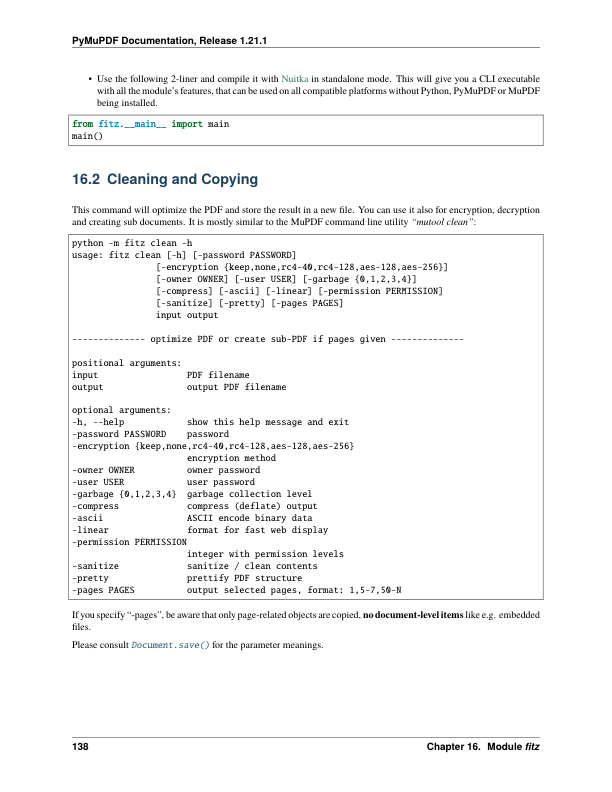 PyMuPDF Documentation, Release 1.21.1
• Use the following 2-liner and compile it with Nuitka in standalone mode. This will give you a CLI executable
with all the module's features, that can be used on all compatible platforms without Python, PyMuPDF or MuPDF
being installed.
from fitz.__main__ import main
main()
16.2 Cleaning and Copying
This command will optimize the PDF and store the result in a new file. You can use it also for encryption, decryption
and creating sub documents. It is mostly similar to the MuPDF command line utility “mutool clean”:
python -m fitz clean -h
usage: fitz clean [-h] [-password PASSWORD]
[-encryption {keep,none,rc4-40,rc4-128,aes-128,aes-256}]
[-owner OWNER] [-user USER] [-garbage {0,1,2,3,4}]
[-compress] [-ascii] [-linear] [-permission PERMISSION]
[-sanitize] [-pretty] [-pages PAGES]
input output
-------------- optimize PDF or create sub-PDF if pages given --------------
positional arguments:
input                 PDF filename
output                output PDF filename
optional arguments:
-h, --help            show this help message and exit
-password PASSWORD    password
-encryption {keep,none,rc4-40,rc4-128,aes-128,aes-256}
encryption method
-owner OWNER          owner password
-user USER            user password
-garbage {0,1,2,3,4}  garbage collection level
-compress             compress (deflate) output
-ascii                ASCII encode binary data
-linear               format for fast web display
-permission PERMISSION
integer with permission levels
-sanitize             sanitize / clean contents
-pretty               prettify PDF structure
-pages PAGES          output selected pages, format: 1,5-7,50-N
If you specify “-pages”, be aware that only page-related objects are copied, no document-level items like e.g. embedded
files.
Please consult Document.save() for the parameter meanings.
138 Chapter 16. Module fitz